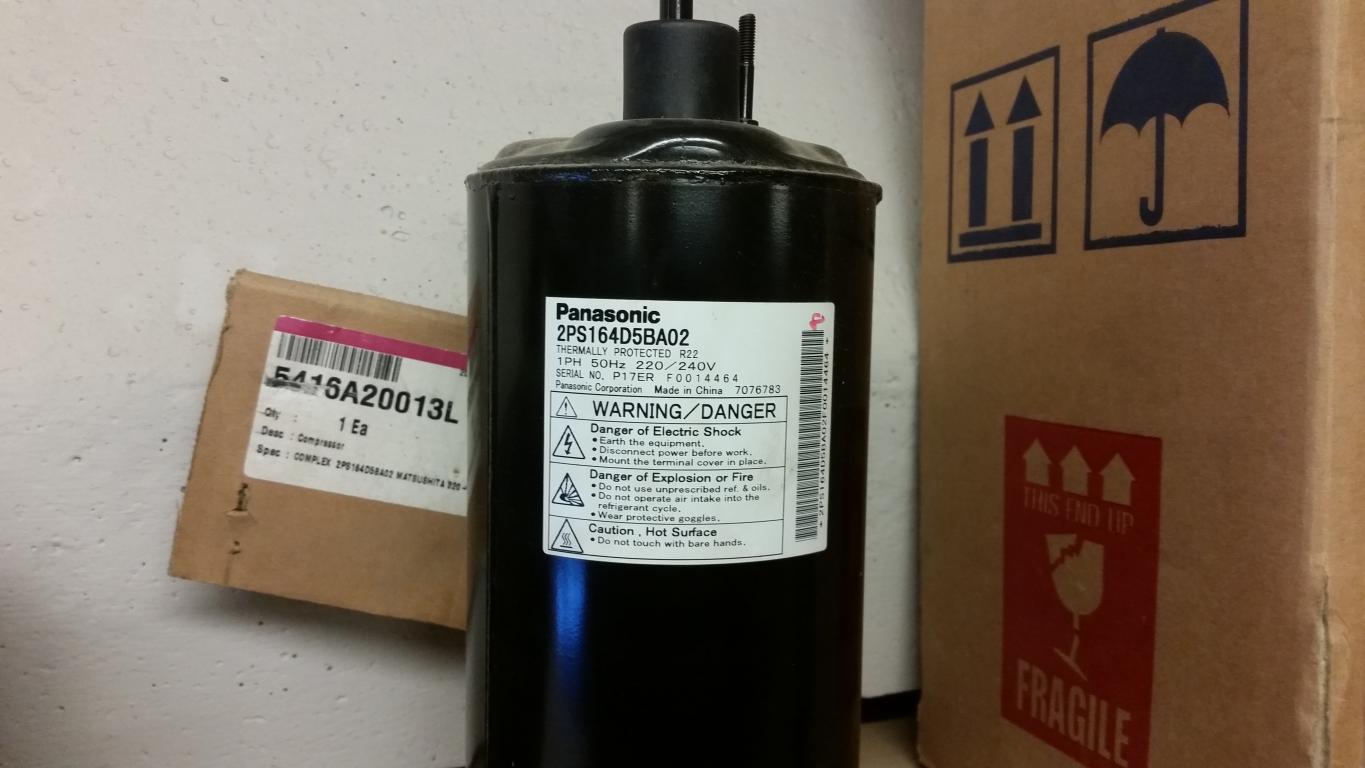 Panasonic
2PS164D5BA02
THERMALLY PROTECTED R22
1PH 50Hz 220/240V
SERIAL NO. P17ER F0014464
Panasonic Corporation Made in China 7076783
WARNING/DANGER
Danger of Electric Shock
• Earth the equipment.
• Disconnect power before work.
• Mount the terminal cover in place.
Danger of Explosion or Fire
• Do not use unprescribed ref. & oils.
• Do not operate air intake into the
refrigerant cycle.
• Wear protective goggles.
Caution , Hot Surface
• Do not touch with bare hands.
*2PS164D5BA02F0014464*
5416A20013L
Qty :
1 Ea
Desc : Compressor
Spec : COMPLEX 2PS164D5BA02 MATSUSHITA 220
THIS END UP
FRAGILE